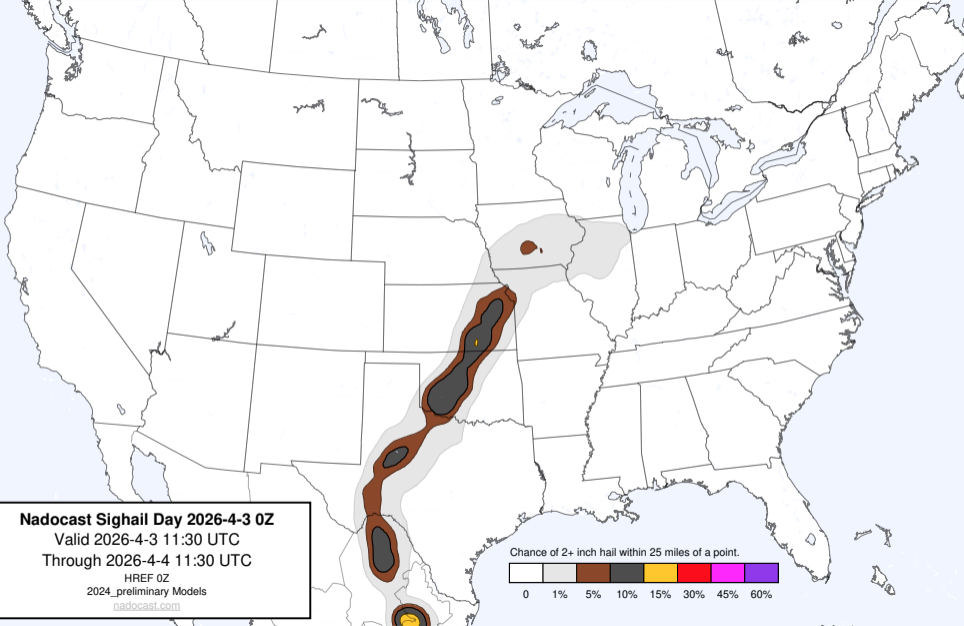 Nadocast Sighail Day 2026-4-3 0Z
Valid 2026-4-3 11:30 UTC
Through 2026-4-4 11:30 UTC
HREF 0Z
2024_preliminary Models
nadocast.com
Chance of 2+ inch hail within 25 miles of a point.
0 1% 5% 10% 15% 30% 45% 60%